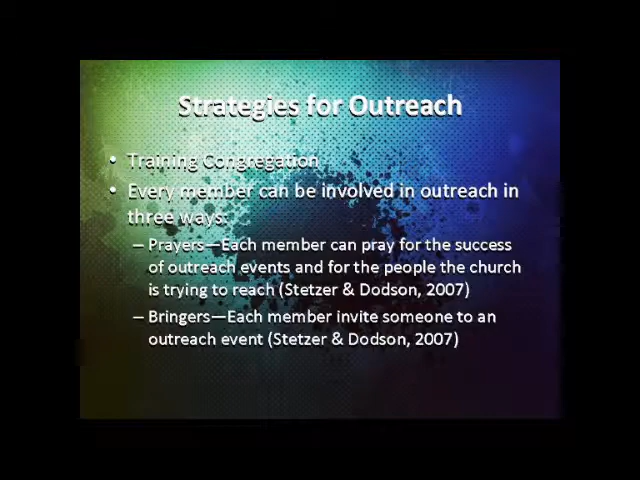 Strategies for Outreach
• Training Congregation
• Every member can be involved in outreach in
three ways:
– Prayers—Each member can pray for the success
of outreach events and for the people the church
is trying to reach (Stetzer & Dodson, 2007)
– Bringers—Each member invite someone to an
outreach event (Stetzer & Dodson, 2007)